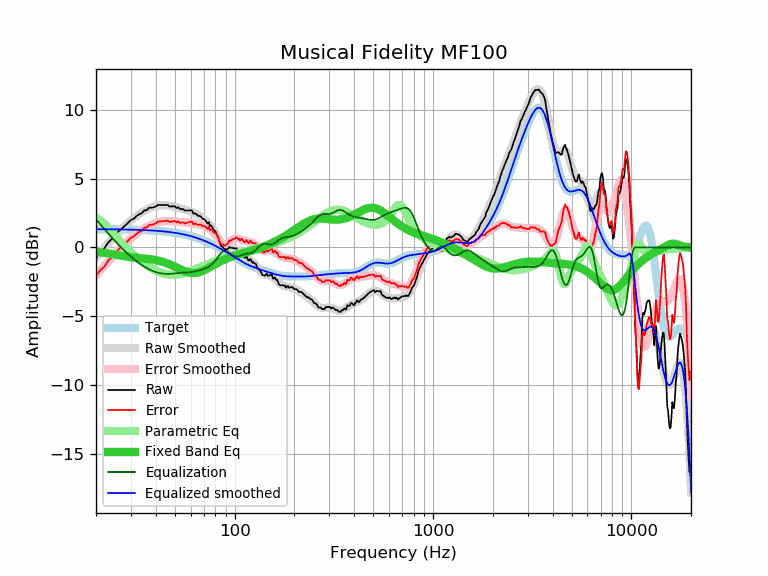 Musical Fidelity MF100
10
5
0
−5
−10
−15
Amplitude (dBr)
Target
Raw Smoothed
Error Smoothed
Raw
Error
Parametric Eq
Fixed Band Eq
Equalization
Equalized smoothed
100 1000 10000
Frequency (Hz)